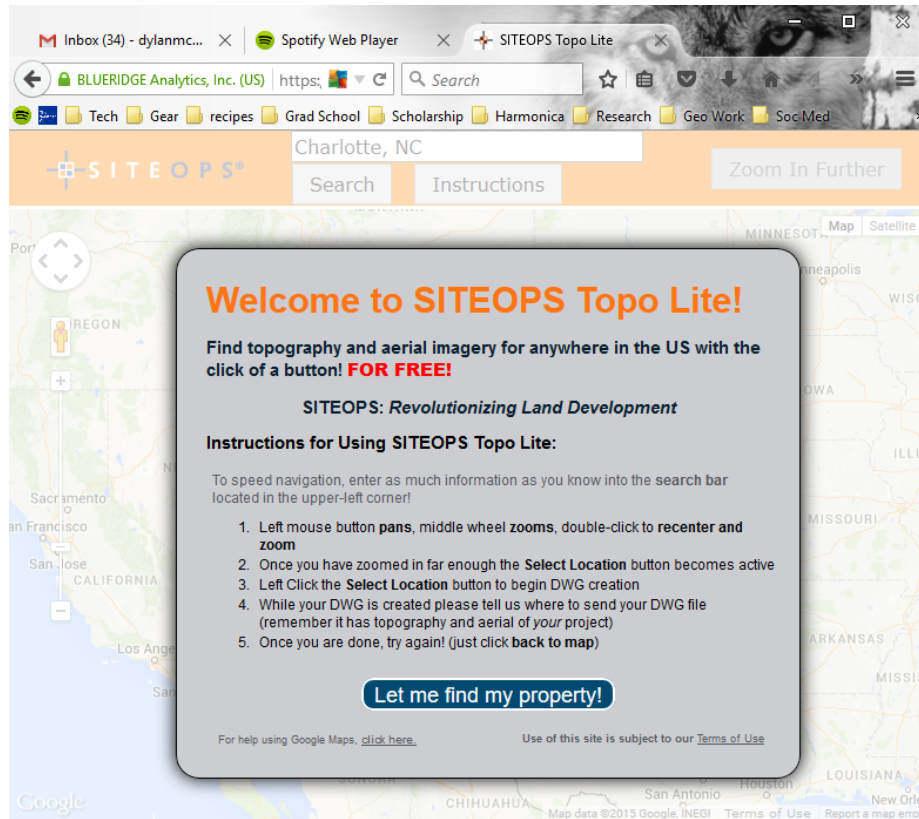 Inbox (34) - dylanmc...
Spotify Web Player
SITEOPS Topo Lite
BLUERIDGE Analytics, Inc. (US)
https:
Search
Tech Gear recipes Grad School Scholarship Harmonica Research Geo Work Soc Med
SITEOPS®
Charlotte, NC
Search
Instructions
Zoom In Further
Map Satellite
MINNESOT
nneapolis
WISC
Por
OREGON
OWA
ILLI
Sacramento
an Francisco
San Jose
CALIFORNIA
MISSOURI
Los Ange
San
ARKANSAS
MISSI
Welcome to SITEOPS Topo Lite!
Find topography and aerial imagery for anywhere in the US with the
click of a button! FOR FREE!
SITEOPS: Revolutionizing Land Development
Instructions for Using SITEOPS Topo Lite:
To speed navigation, enter as much information as you know into the search bar
located in the upper-left corner!
1. Left mouse button pans, middle wheel zooms, double-click to recenter and
zoom
2. Once you have zoomed in far enough the Select Location button becomes active
3. Left Click the Select Location button to begin DWG creation
4. While your DWG is created please tell us where to send your DWG file
(remember it has topography and aerial of your project)
5. Once you are done, try again! (just click back to map)
Let me find my property!
For help using Google Maps, click here.
Use of this site is subject to our Terms of Use
SONORA
CHIHUAHUA
San Antonio
Houston
LOUISIANA
New Orle
Google
Map data ©2015 Google, INEGI Terms of Use Report a map erro